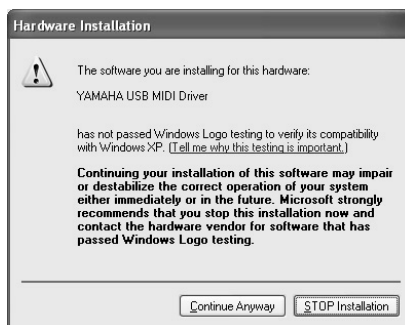 Hardware Installation
The software you are installing for this hardware:
YAMAHA USB MIDI Driver
has not passed Windows Logo testing to verify its compatibility
with Windows XP. (Tell me why this testing is important.)
Continuing your installation of this software may impair
or destabilize the correct operation of your system
either immediately or in the future. Microsoft strongly
recommends that you stop this installation now and
contact the hardware vendor for software that has
passed Windows Logo testing.
Continue Anyway
STOP Installation